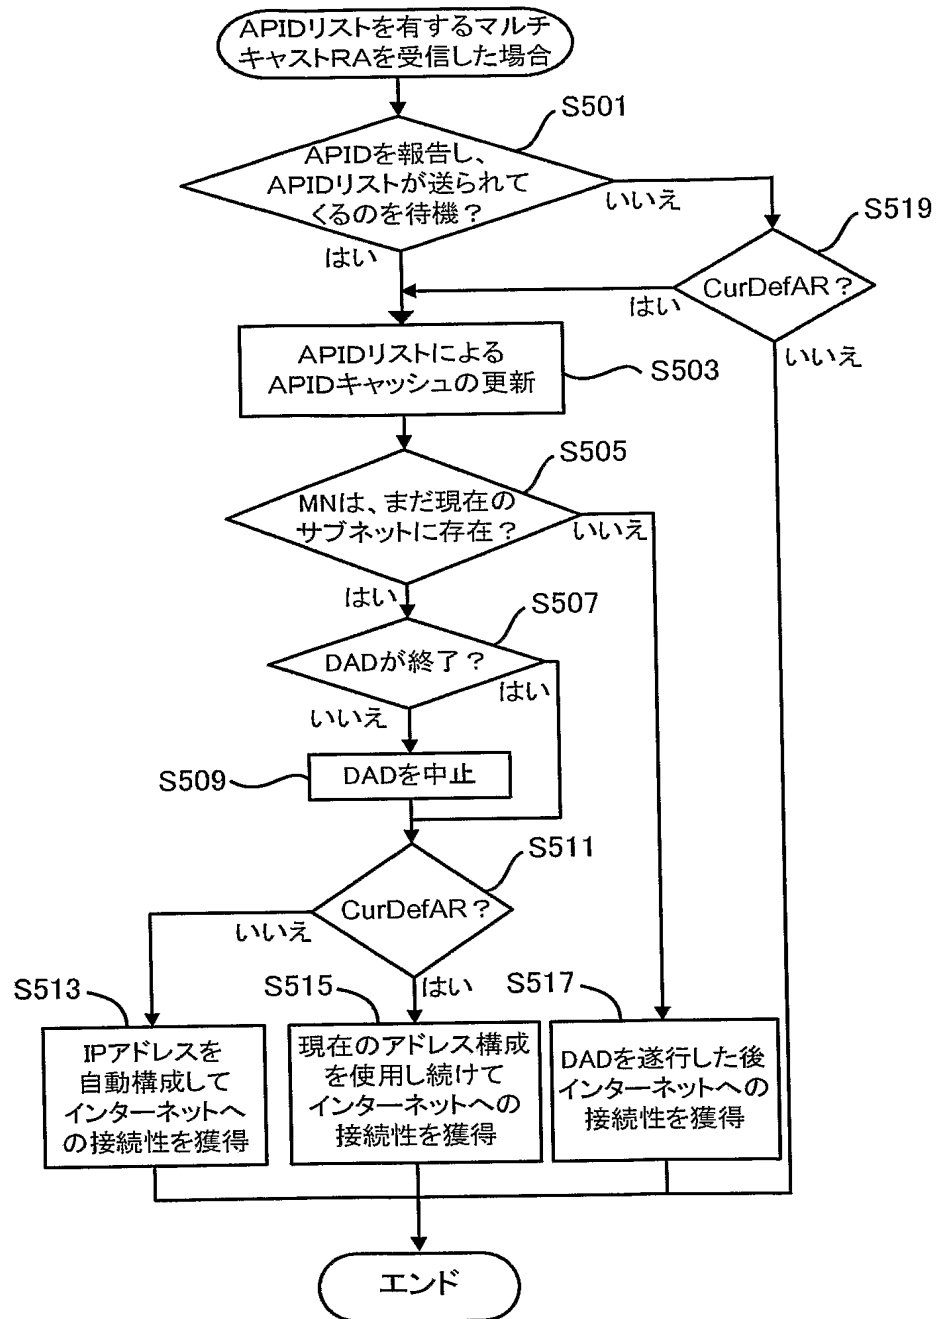 APIDリストを有するマルチ
キャストRAを受信した場合
S501
APIDを報告し、
APIDリストが送られて
くるのを待機?
いいえ
はい
S519
CurDefAR?
はい
いいえ
APIDリストによる
APIDキャッシュの更新
S503
S505
MNは、まだ現在の
サブネットに存在?
いいえ
はい
S507
DADが終了?
はい
いいえ
S509
DADを中止
S511
CurDefAR?
いいえ
はい
S513
IPアドレスを
自動構成して
インターネットへ
の接続性を獲得
S515
現在のアドレス構成
を使用し続けて
インターネットへの
接続性を獲得
S517
DADを遂行した後
インターネットへの
接続性を獲得
エンド